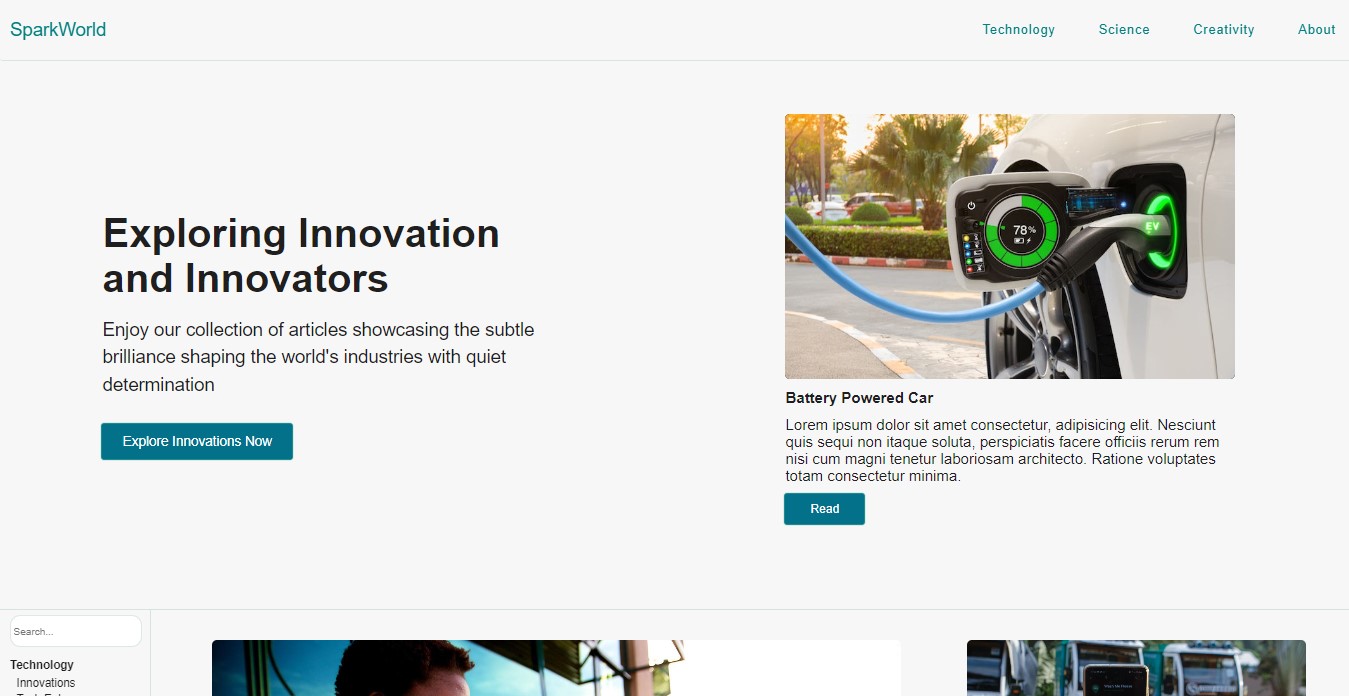 SparkWorld
Technology
Science
Creativity
About
Exploring Innovation
and Innovators
Enjoy our collection of articles showcasing the subtle
brilliance shaping the world's industries with quiet
determination
Explore Innovations Now
78%
EV
Battery Powered Car
Lorem ipsum dolor sit amet consectetur, adipisicing elit. Nesciunt
quis sequi non itaque soluta, perspiciatis facere officiis rerum rem
nisi cum magni tenetur laboriosam architecto. Ratione voluptates
totam consectetur minima.
Read
Search...
Technology
Innovations